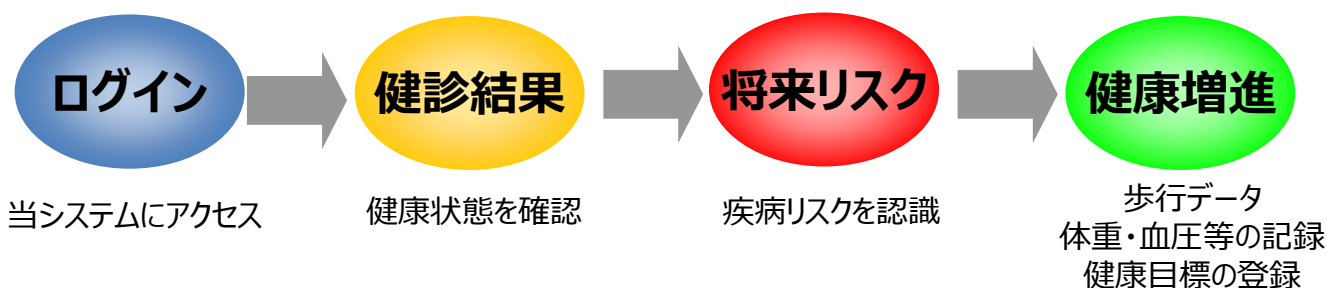 ログイン
健診結果
将来リスク
健康増進
当システムにアクセス
健康状態を確認
疾病リスクを認識
歩行データ
体重・血圧等の記録
健康目標の登録